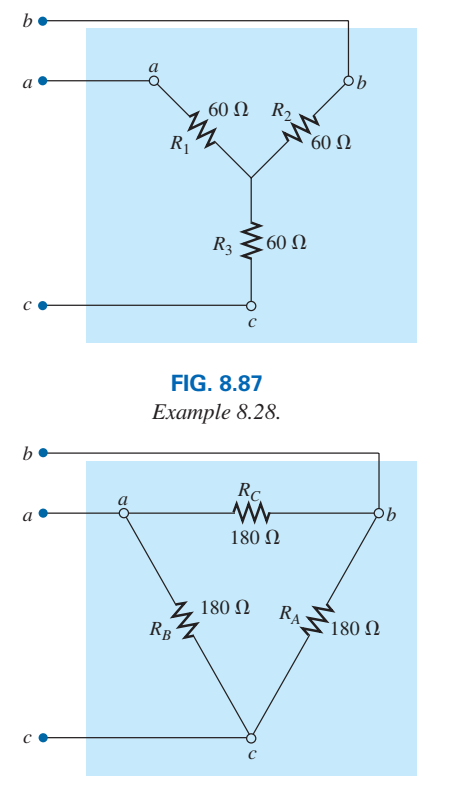 b
a
a
b
60 Ω
R2
R1
60 Ω
R3
60 Ω
c
c
FIG. 8.87
Example 8.28.
b
RC
a
a
b
180 Ω
180 Ω
RA
RB
180 Ω
c
c